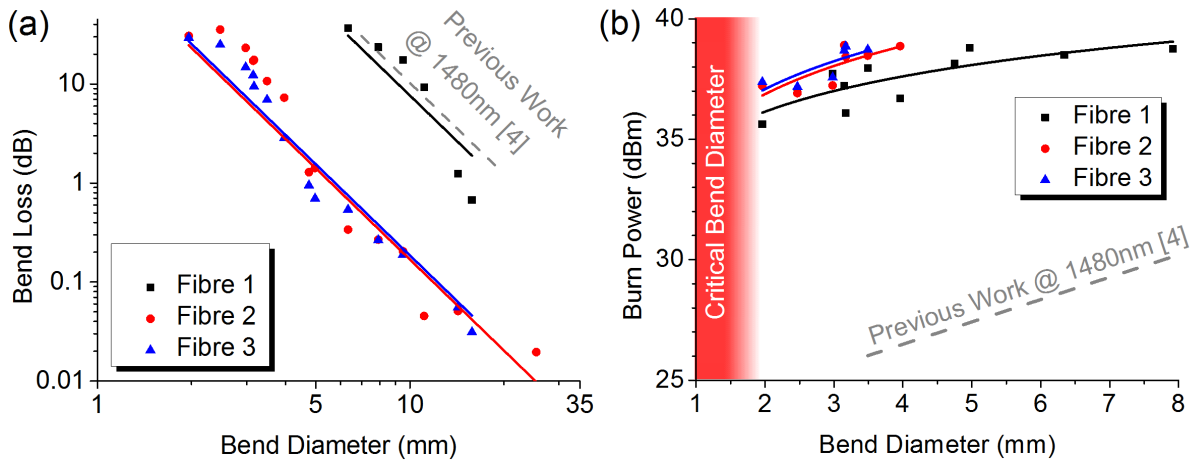 (a)
Bend Loss (dB)
10
1
0.1
0.01
Previous Work
@ 1480nm [4]
Fibre 1
Fibre 2
Fibre 3
1
5
10
35
Bend Diameter (mm)
(b)
Burn Power (dBm)
40
35
30
25
Critical Bend Diameter
Fibre 1
Fibre 2
Fibre 3
Previous Work @ 1480nm [4]
1
2
3
4
5
6
7
8
Bend Diameter (mm)